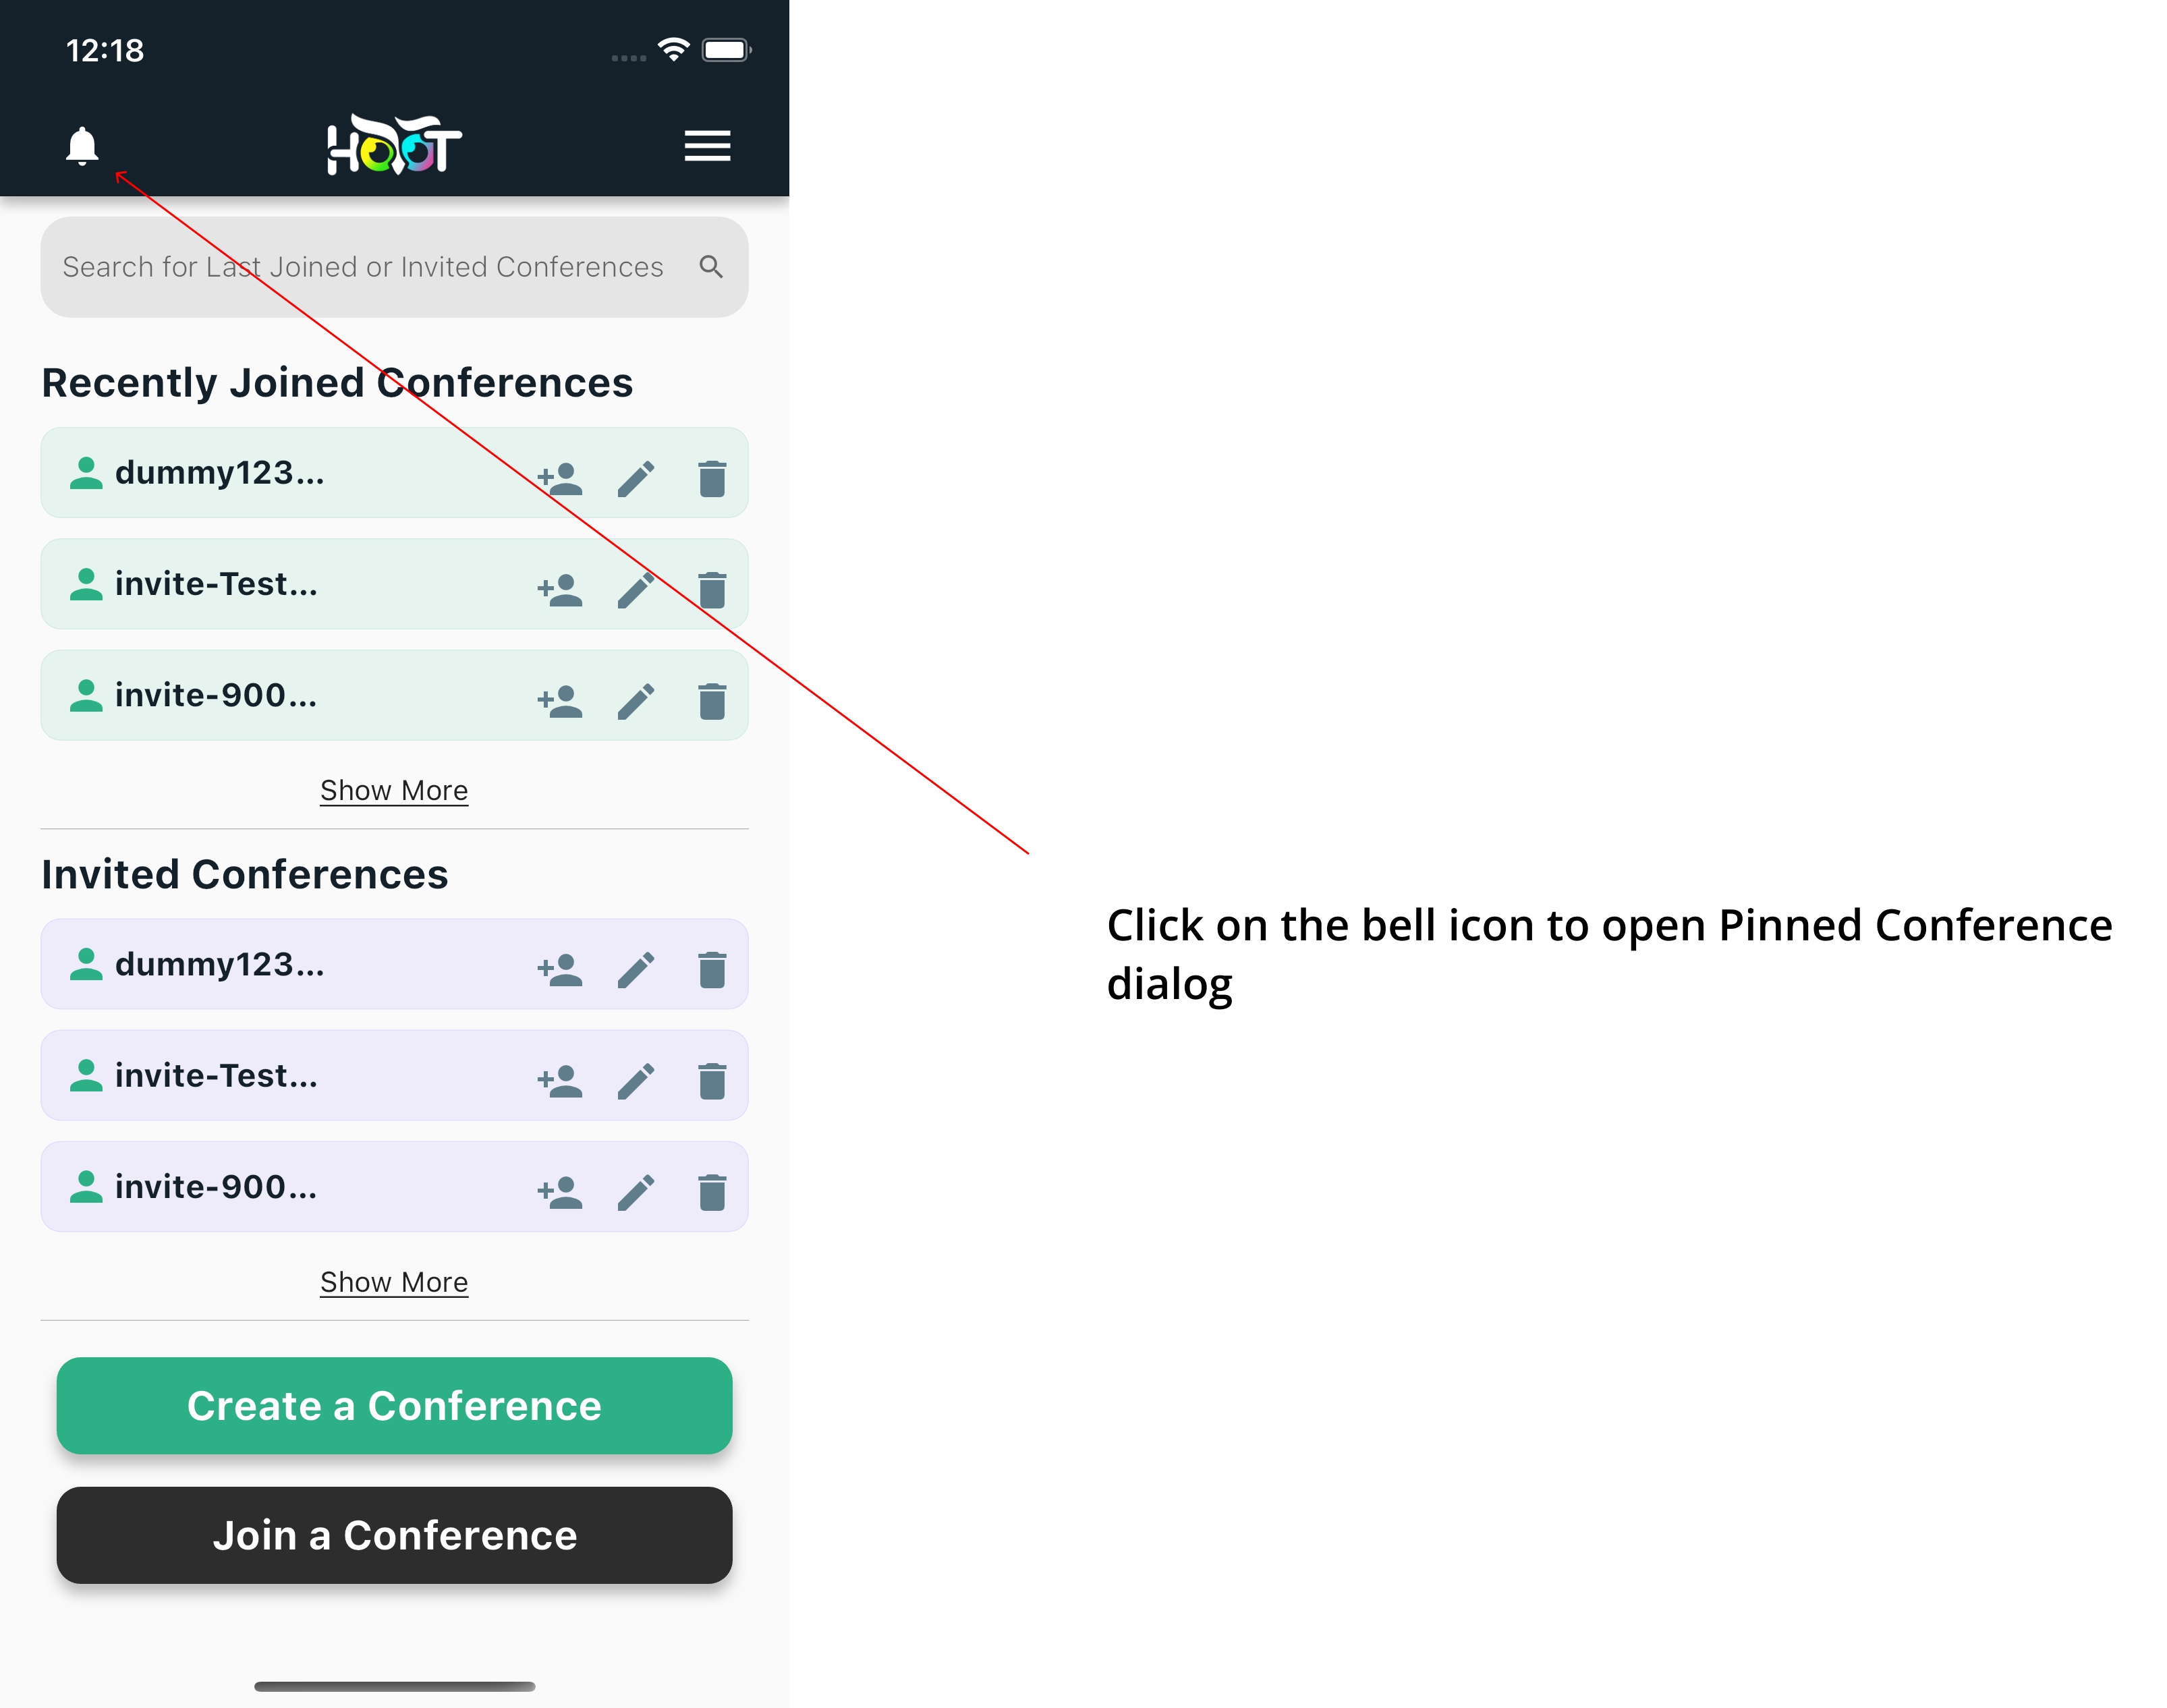 12:18
HOOT
Search for Last Joined or Invited Conferences
Recently Joined Conferences
dummy123...
invite-Test...
invite-900...
Show More
Invited Conferences
dummy123...
invite-Test...
invite-900...
Show More
Create a Conference
Join a Conference
Click on the bell icon to open Pinned Conference
dialog